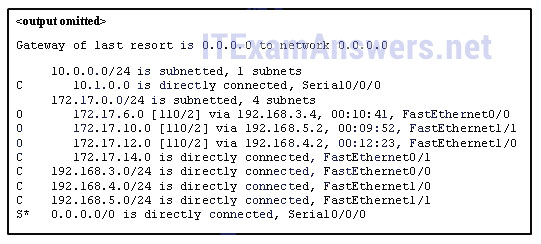 <output omitted>
ITExamAnswers.net
Gateway of last resort is 0.0.0.0 to network 0.0.0.0
10.0.0.0/24 is subnetted, 1 subnets
C 10.1.0.0 is directly connected, Serial0/0/0
172.17.0.0/24 is subnetted, 4 subnets
O 172.17.6.0 [110/2] via 192.168.3.4, 00:10:41, FastEthernet0/0
O 172.17.10.0 [110/2] via 192.168.5.2, 00:09:52, FastEthernet1/1
O 172.17.12.0 [110/2] via 192.168.4.2, 00:12:23, FastEthernet1/0
C 172.17.14.0 is directly connected, FastEthernet0/1
C 192.168.3.0/24 is directly connected, FastEthernet0/0
C 192.168.4.0/24 is directly connected, FastEthernet1/0
C 192.168.5.0/24 is directly connected, FastEthernet1/1
S* 0.0.0.0/0 is directly connected, Serial0/0/0